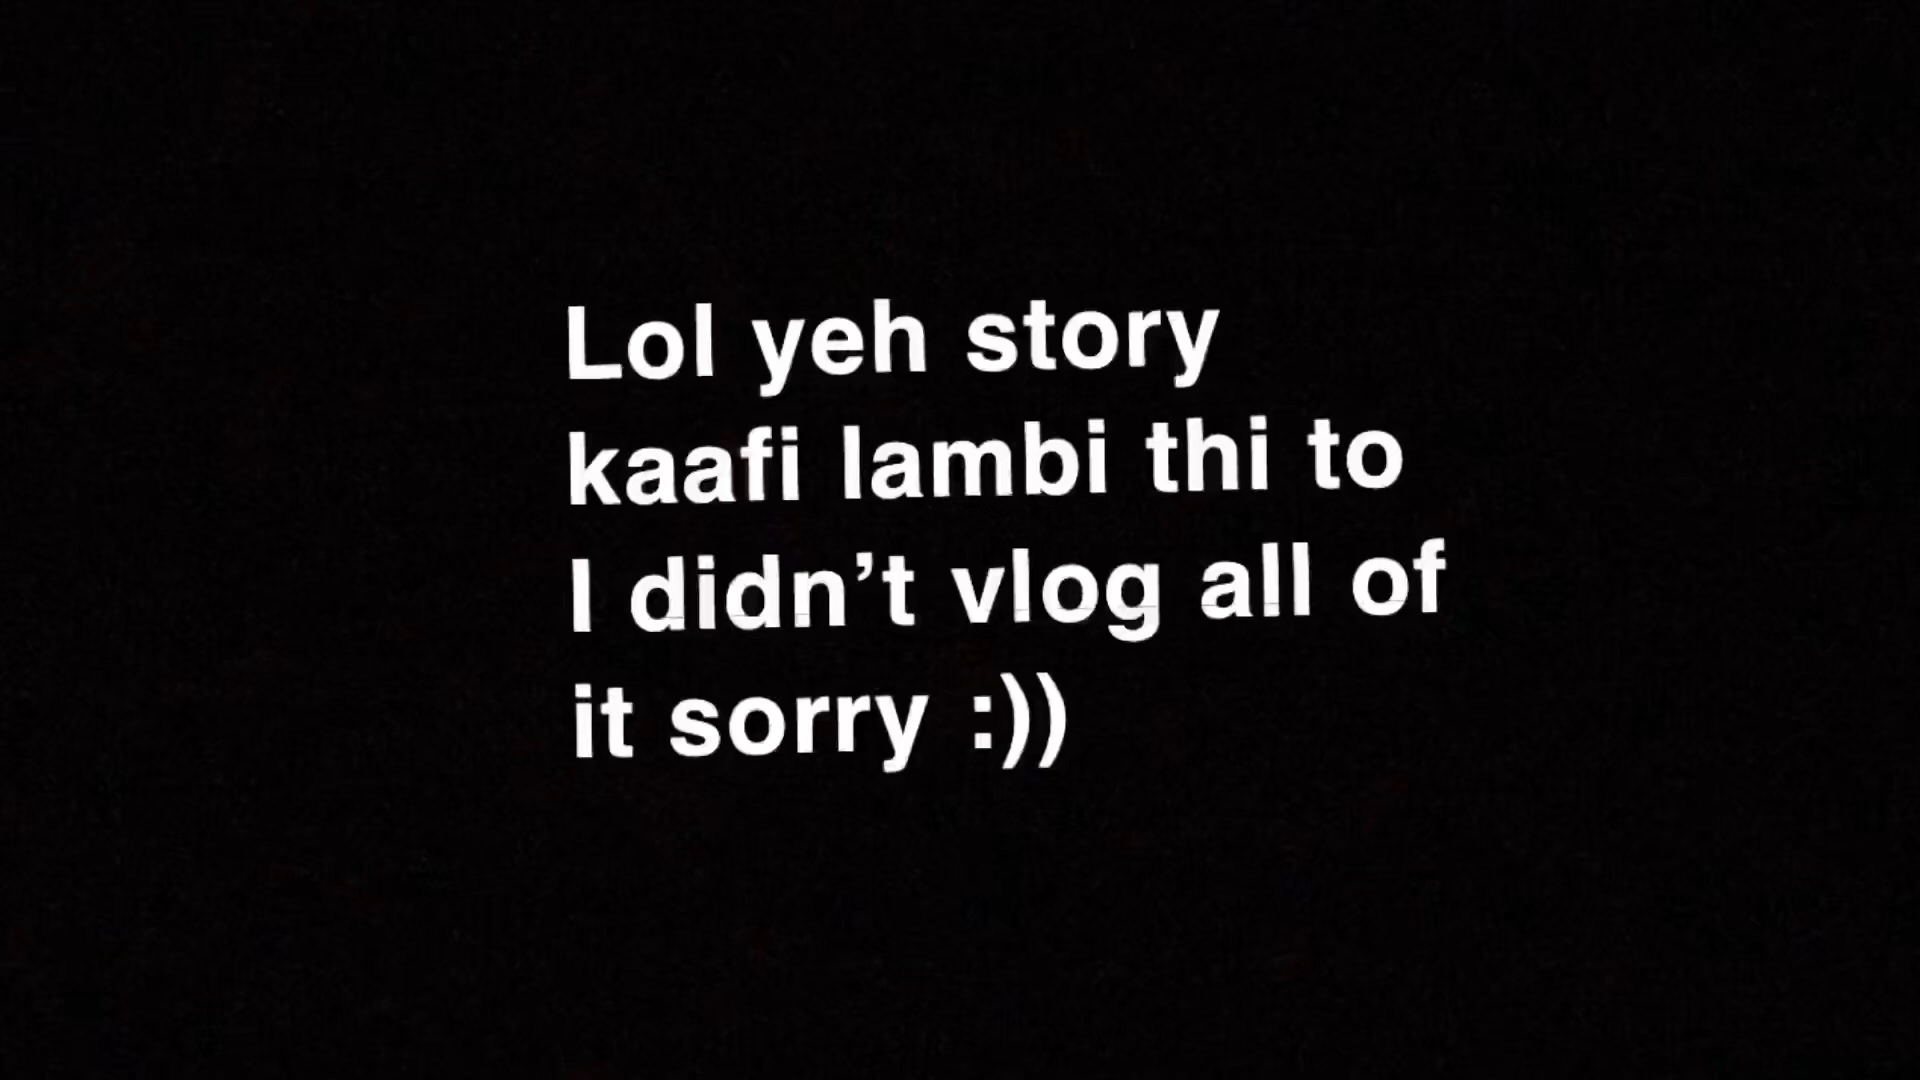 Lol yeh story
kaafi lambi thi to
I didn’t vlog all of
it sorry :))